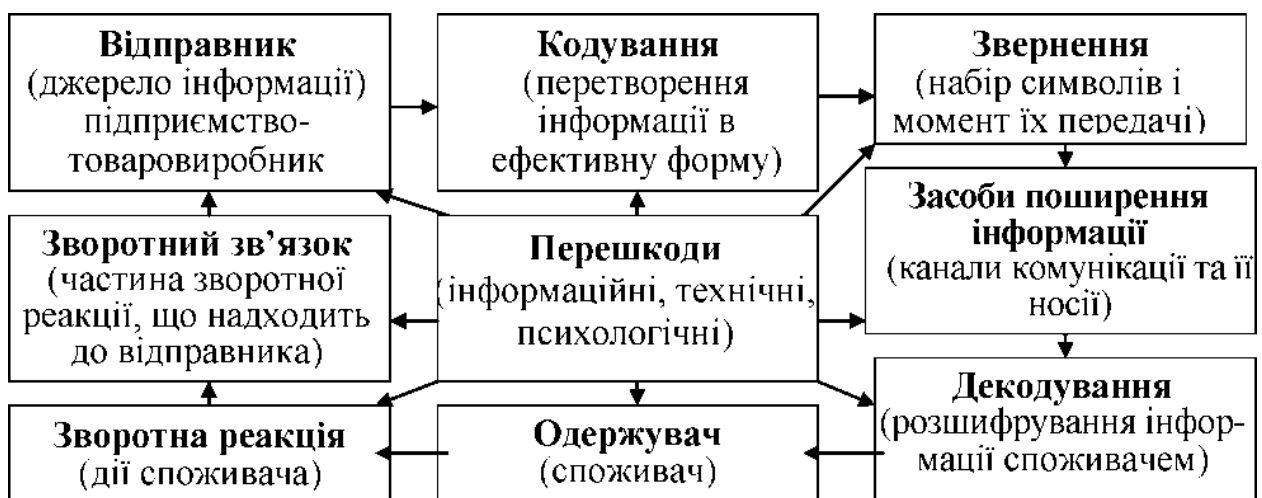 Відправник
(джерело інформації)
підприємство-
товаровиробник
Кодування
(перетворення
інформації в
ефективну форму)
Звернення
(набір символів і
момент їх передачі)
Зворотний зв’язок
(частина зворотної
реакції, що надходить
до відправника)
Перешкоди
(інформаційні, технічні,
психологічні)
Засоби поширення
інформації
(канали комунікації та її
носії)
Зворотна реакція
(дії споживача)
Одержувач
(споживач)
Декодування
(розшифрування інфор-
мації споживачем)